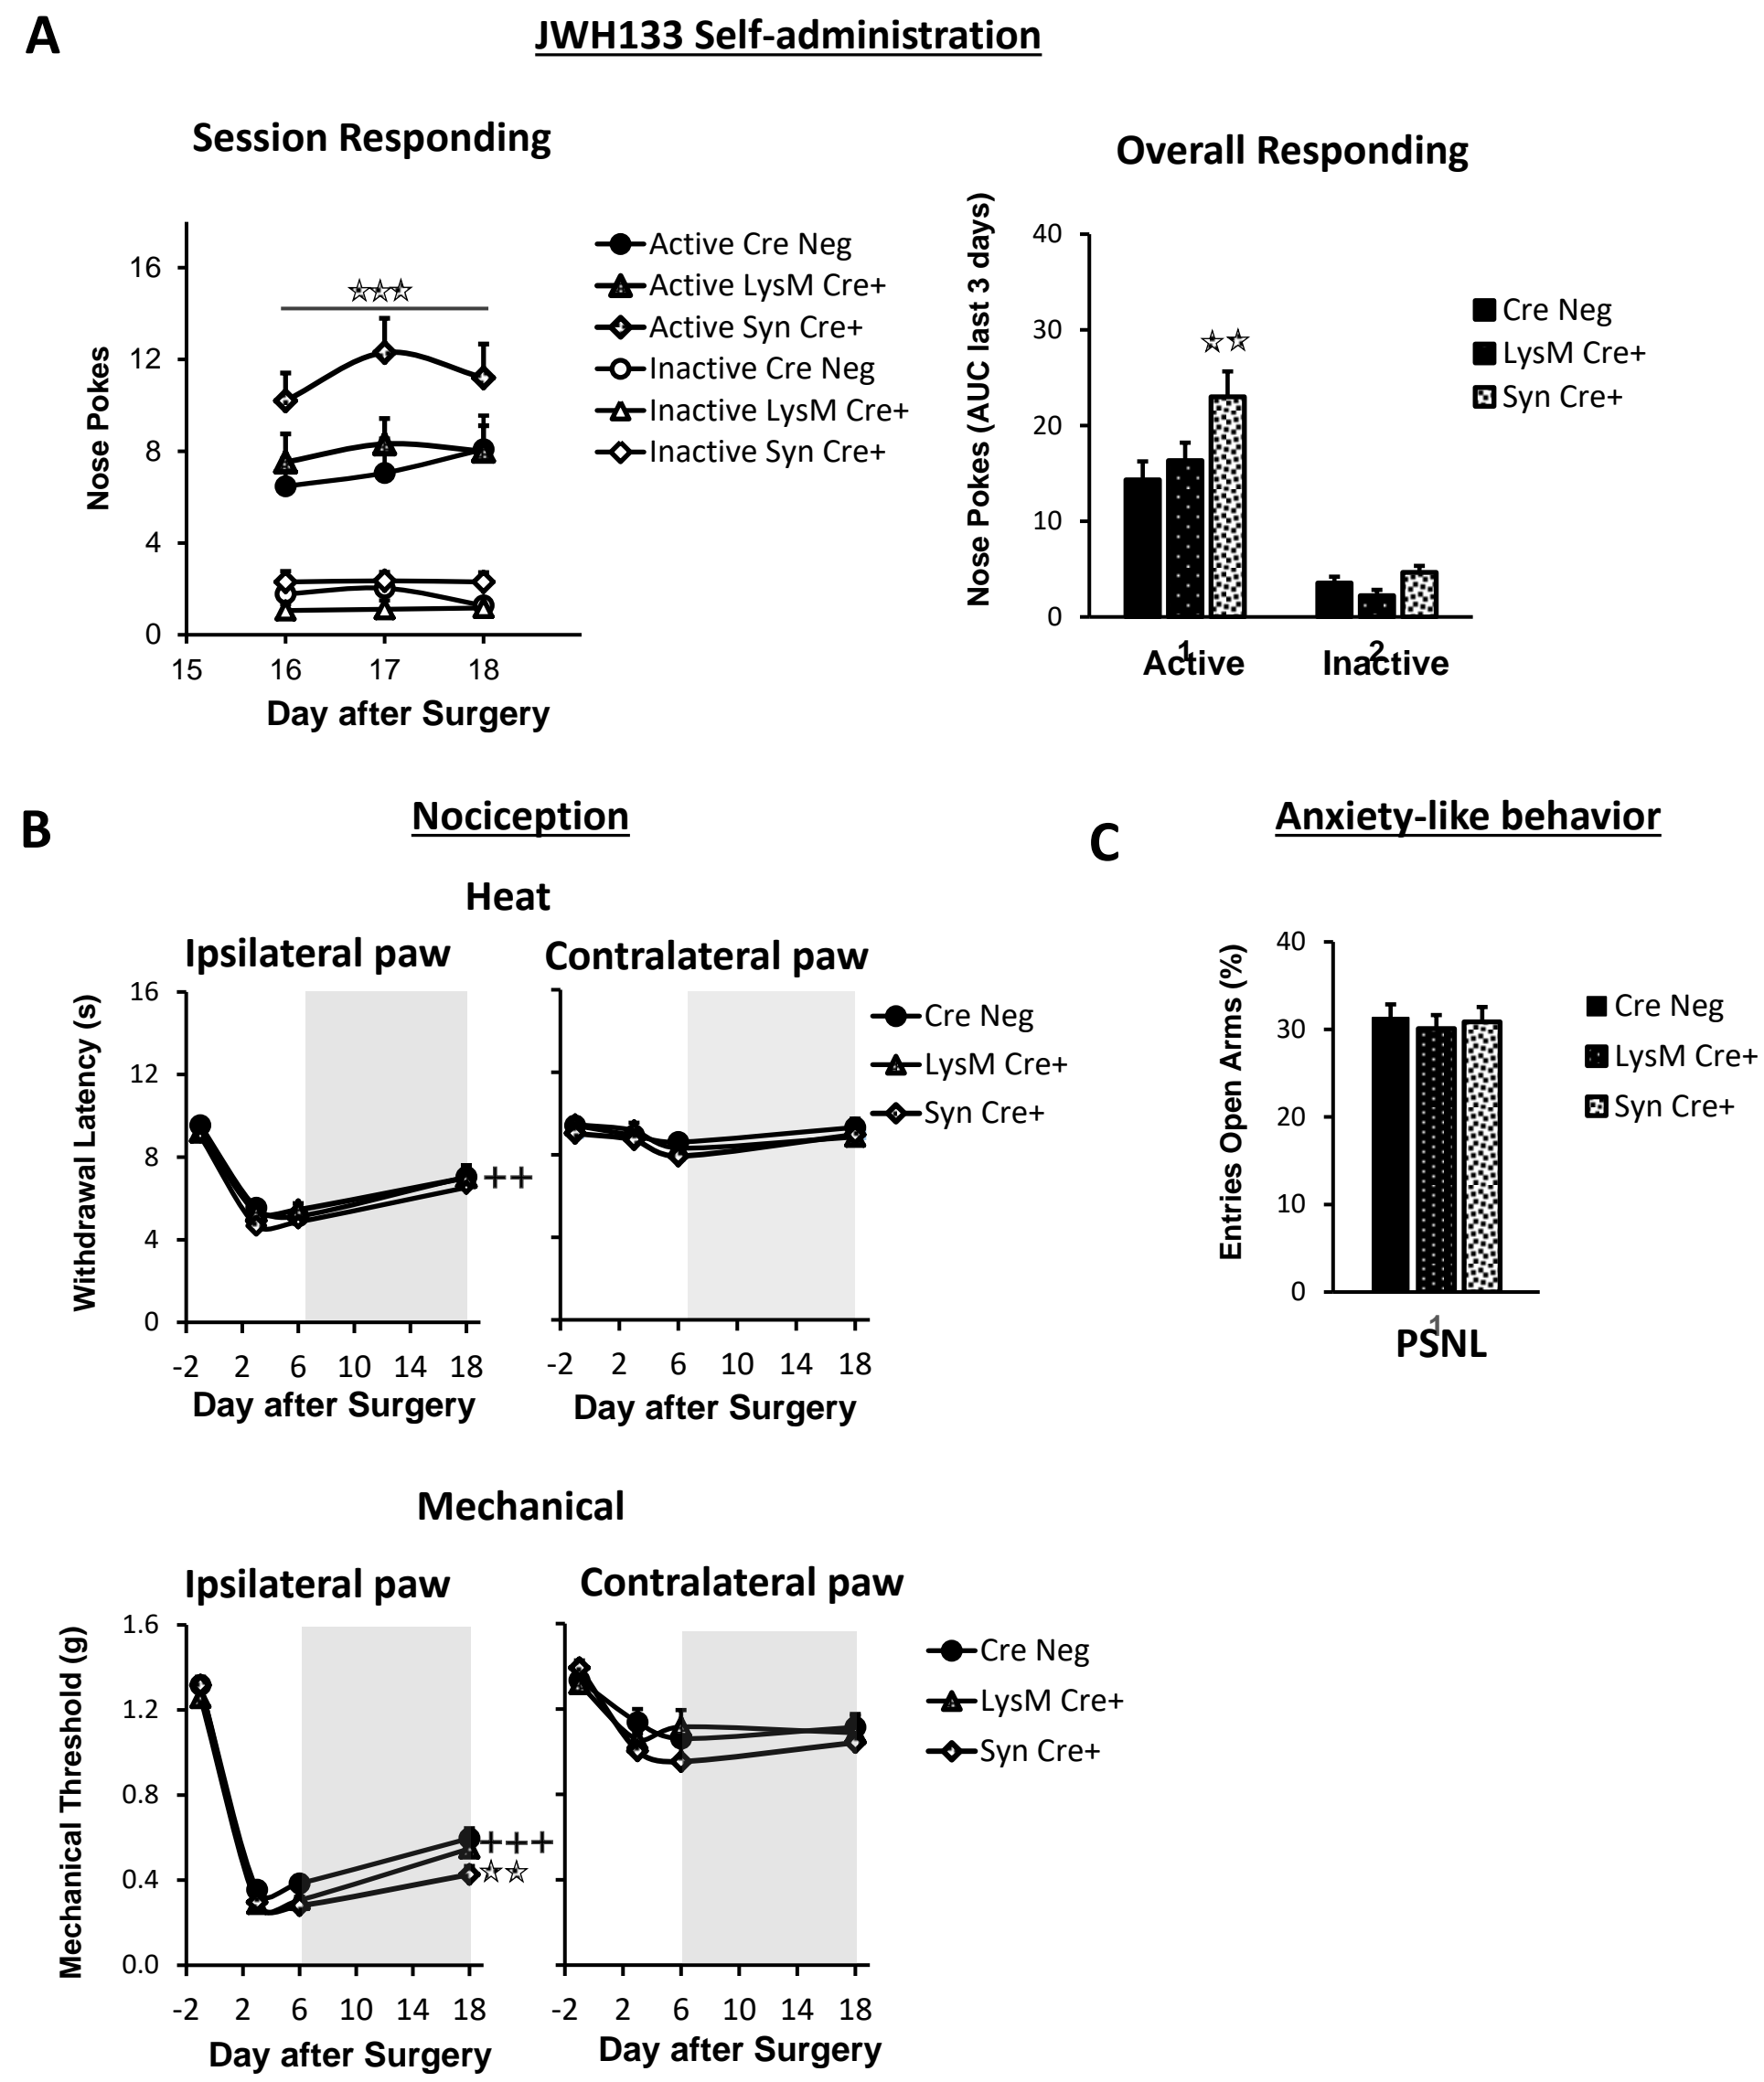 A
JWH133 Self-administration
Session Responding
Nose Pokes
16
12
8
4
0
15 16 17 18
Day after Surgery
☆☆☆
Active Cre Neg
Active LysM Cre+
Active Syn Cre+
Inactive Cre Neg
Inactive LysM Cre+
Inactive Syn Cre+
Overall Responding
Nose Pokes (AUC last 3 days)
40
30
20
10
0
☆☆
1 2
Active Inactive
Cre Neg
LysM Cre+
Syn Cre+
B
Nociception
Heat
Ipsilateral paw
Withdrawal Latency (s)
16
12
8
4
0
++
-2 2 6 10 14 18
Day after Surgery
Contralateral paw
-2 2 6 10 14 18
Day after Surgery
Cre Neg
LysM Cre+
Syn Cre+
C
Anxiety-like behavior
Entries Open Arms (%)
40
30
20
10
0
1
PSNL
Cre Neg
LysM Cre+
Syn Cre+
Mechanical
Ipsilateral paw
Mechanical Threshold (g)
1.6
1.2
0.8
0.4
0.0
+++
☆☆
-2 2 6 10 14 18
Day after Surgery
Contralateral paw
-2 2 6 10 14 18
Day after Surgery
Cre Neg
LysM Cre+
Syn Cre+